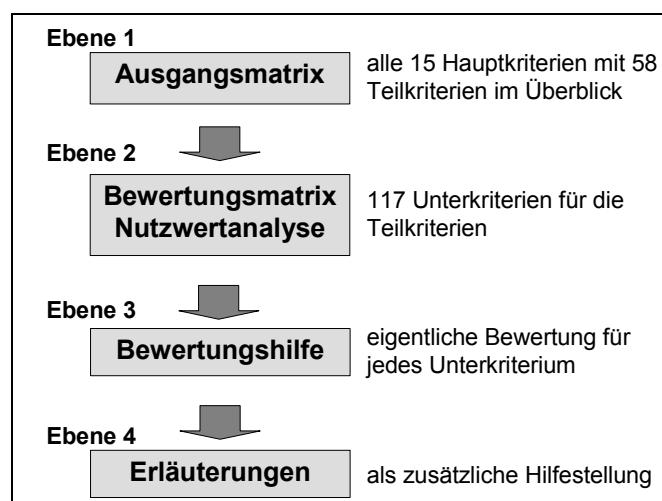 Ebene 1
Ausgangsmatrix
alle 15 Hauptkriterien mit 58
Teilkriterien im Überblick
Ebene 2
Bewertungsmatrix
Nutzwertanalyse
117 Unterkriterien für die
Teilkriterien
Ebene 3
Bewertungshilfe
eigentliche Bewertung für
jedes Unterkriterium
Ebene 4
Erläuterungen
als zusätzliche Hilfestellung